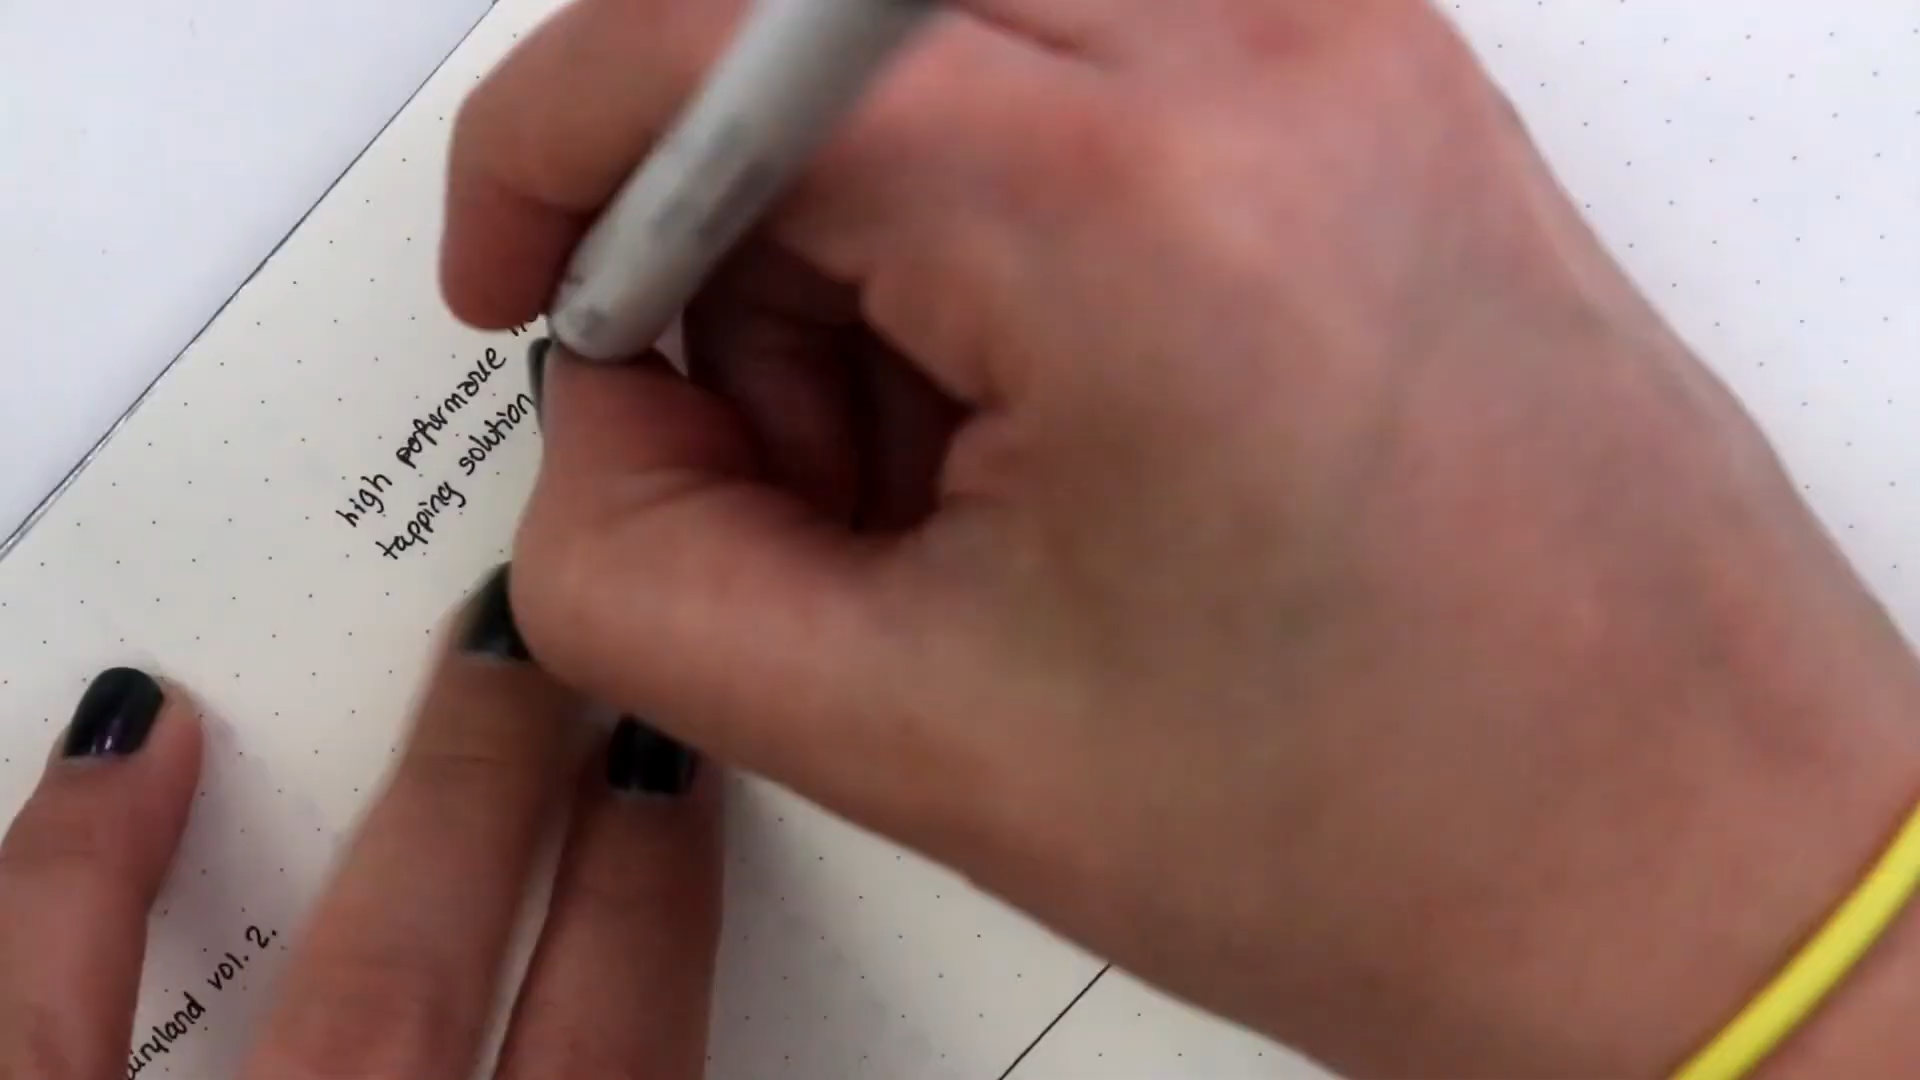 high performance
tapping solution
vol. 2.